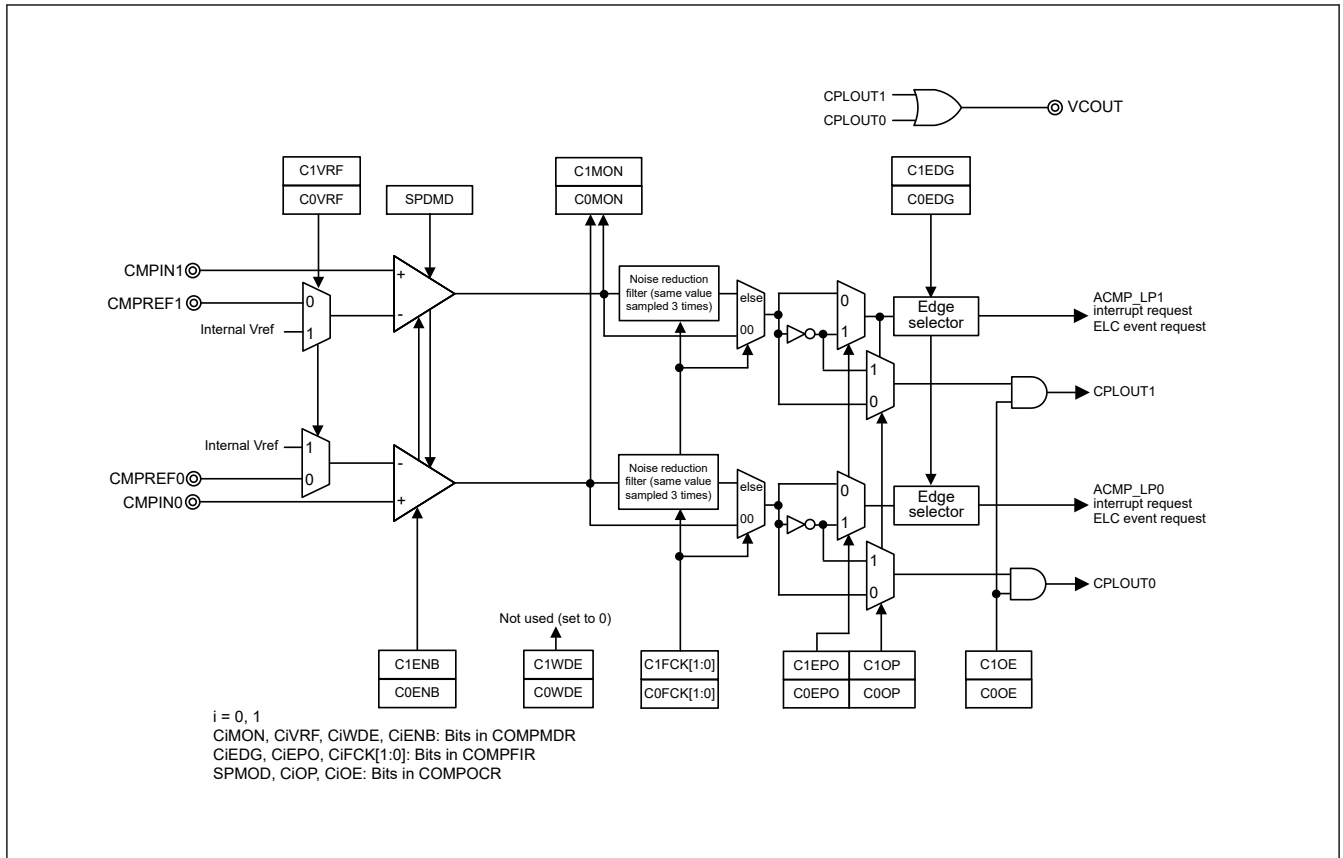 CPLOUT1
CPLOUT0
VCOUT
C1VRF
C0VRF
SPDMD
C1MON
C0MON
C1EDG
C0EDG
CMPIN1
+
CMPREF1
0
-
Internal Vref
1
Noise reduction
filter (same value
sampled 3 times)
else
00
0
1
Edge
selector
ACMP_LP1
interrupt request
ELC event request
1
0
CPLOUT1
Internal Vref
1
-
CMPREF0
0
CMPIN0
+
Noise reduction
filter (same value
sampled 3 times)
else
00
0
1
Edge
selector
ACMP_LP0
interrupt request
ELC event request
1
0
CPLOUT0
Not used (set to 0)
C1ENB
C0ENB
C1WDE
C0WDE
C1FCK[1:0]
C0FCK[1:0]
C1EPO
C0EPO
C1OP
C0OP
C1OE
C0OE
i = 0, 1
CiMON, CiVRF, CiWDE, CiENB: Bits in COMPMDR
CiEDG, CiEPO, CiFCK[1:0]: Bits in COMPFIR
SPMOD, CiOP, CiOE: Bits in COMPOCR